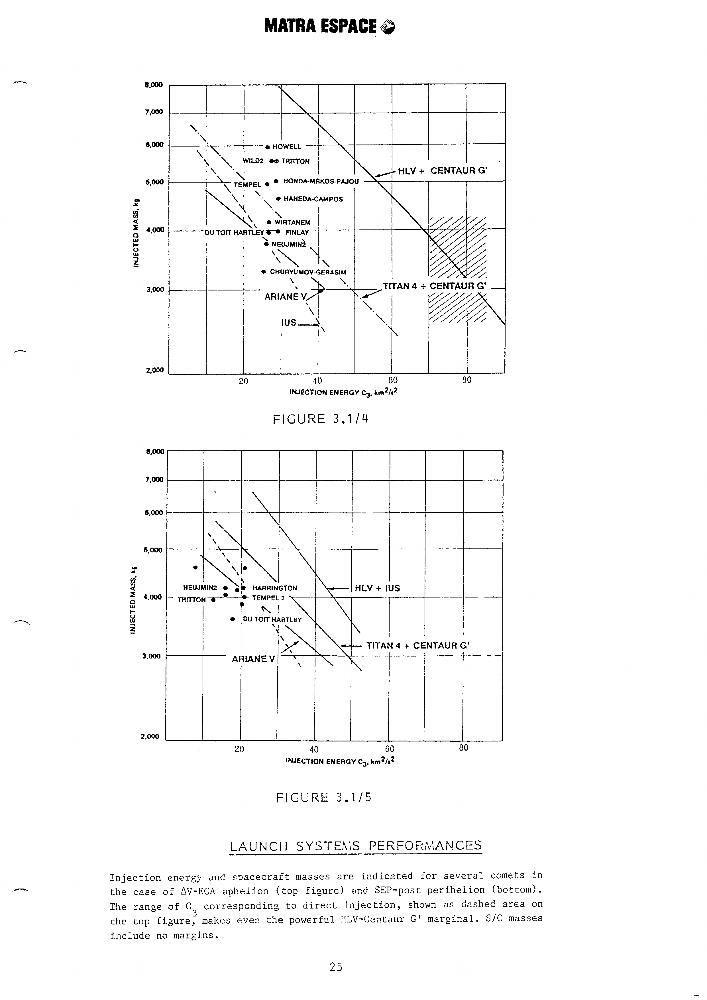 MATRA ESPACE
8,000
7,000
6,000
HOWELL
WILD2
TRITTON
HLV + CENTAUR G'
5,000
TEMPEL
HONDA-MRKOS-PAJOU
HANEDA-CAMPOS
WIRTANEM
4,000
DU TOIT HARTLEY
FINLAY
NEUJMIN2
CHURYUMOV-GERASIM
3,000
TITAN 4 + CENTAUR G'
ARIANE V
IUS
2,000
INJECTED MASS, kg
20 40 60 80
INJECTION ENERGY C3, km2/s2
FIGURE 3.1/4
8,000
7,000
6,000
5,000
NEUJMIN2
HARRINGTON
HLV + IUS
4,000
TRITTON
TEMPEL 2
DU TOIT HARTLEY
TITAN 4 + CENTAUR G'
3,000
ARIANE V
2,000
INJECTED MASS, kg
20 40 60 80
INJECTION ENERGY C3, km2/s2
FIGURE 3.1/5
LAUNCH SYSTEMS PERFORMANCES
Injection energy and spacecraft masses are indicated for several comets in
the case of ΔV-EGA aphelion (top figure) and SEP-post perihelion (bottom).
The range of C3 corresponding to direct injection, shown as dashed area on
the top figure, makes even the powerful HLV-Centaur G' marginal. S/C masses
include no margins.
25